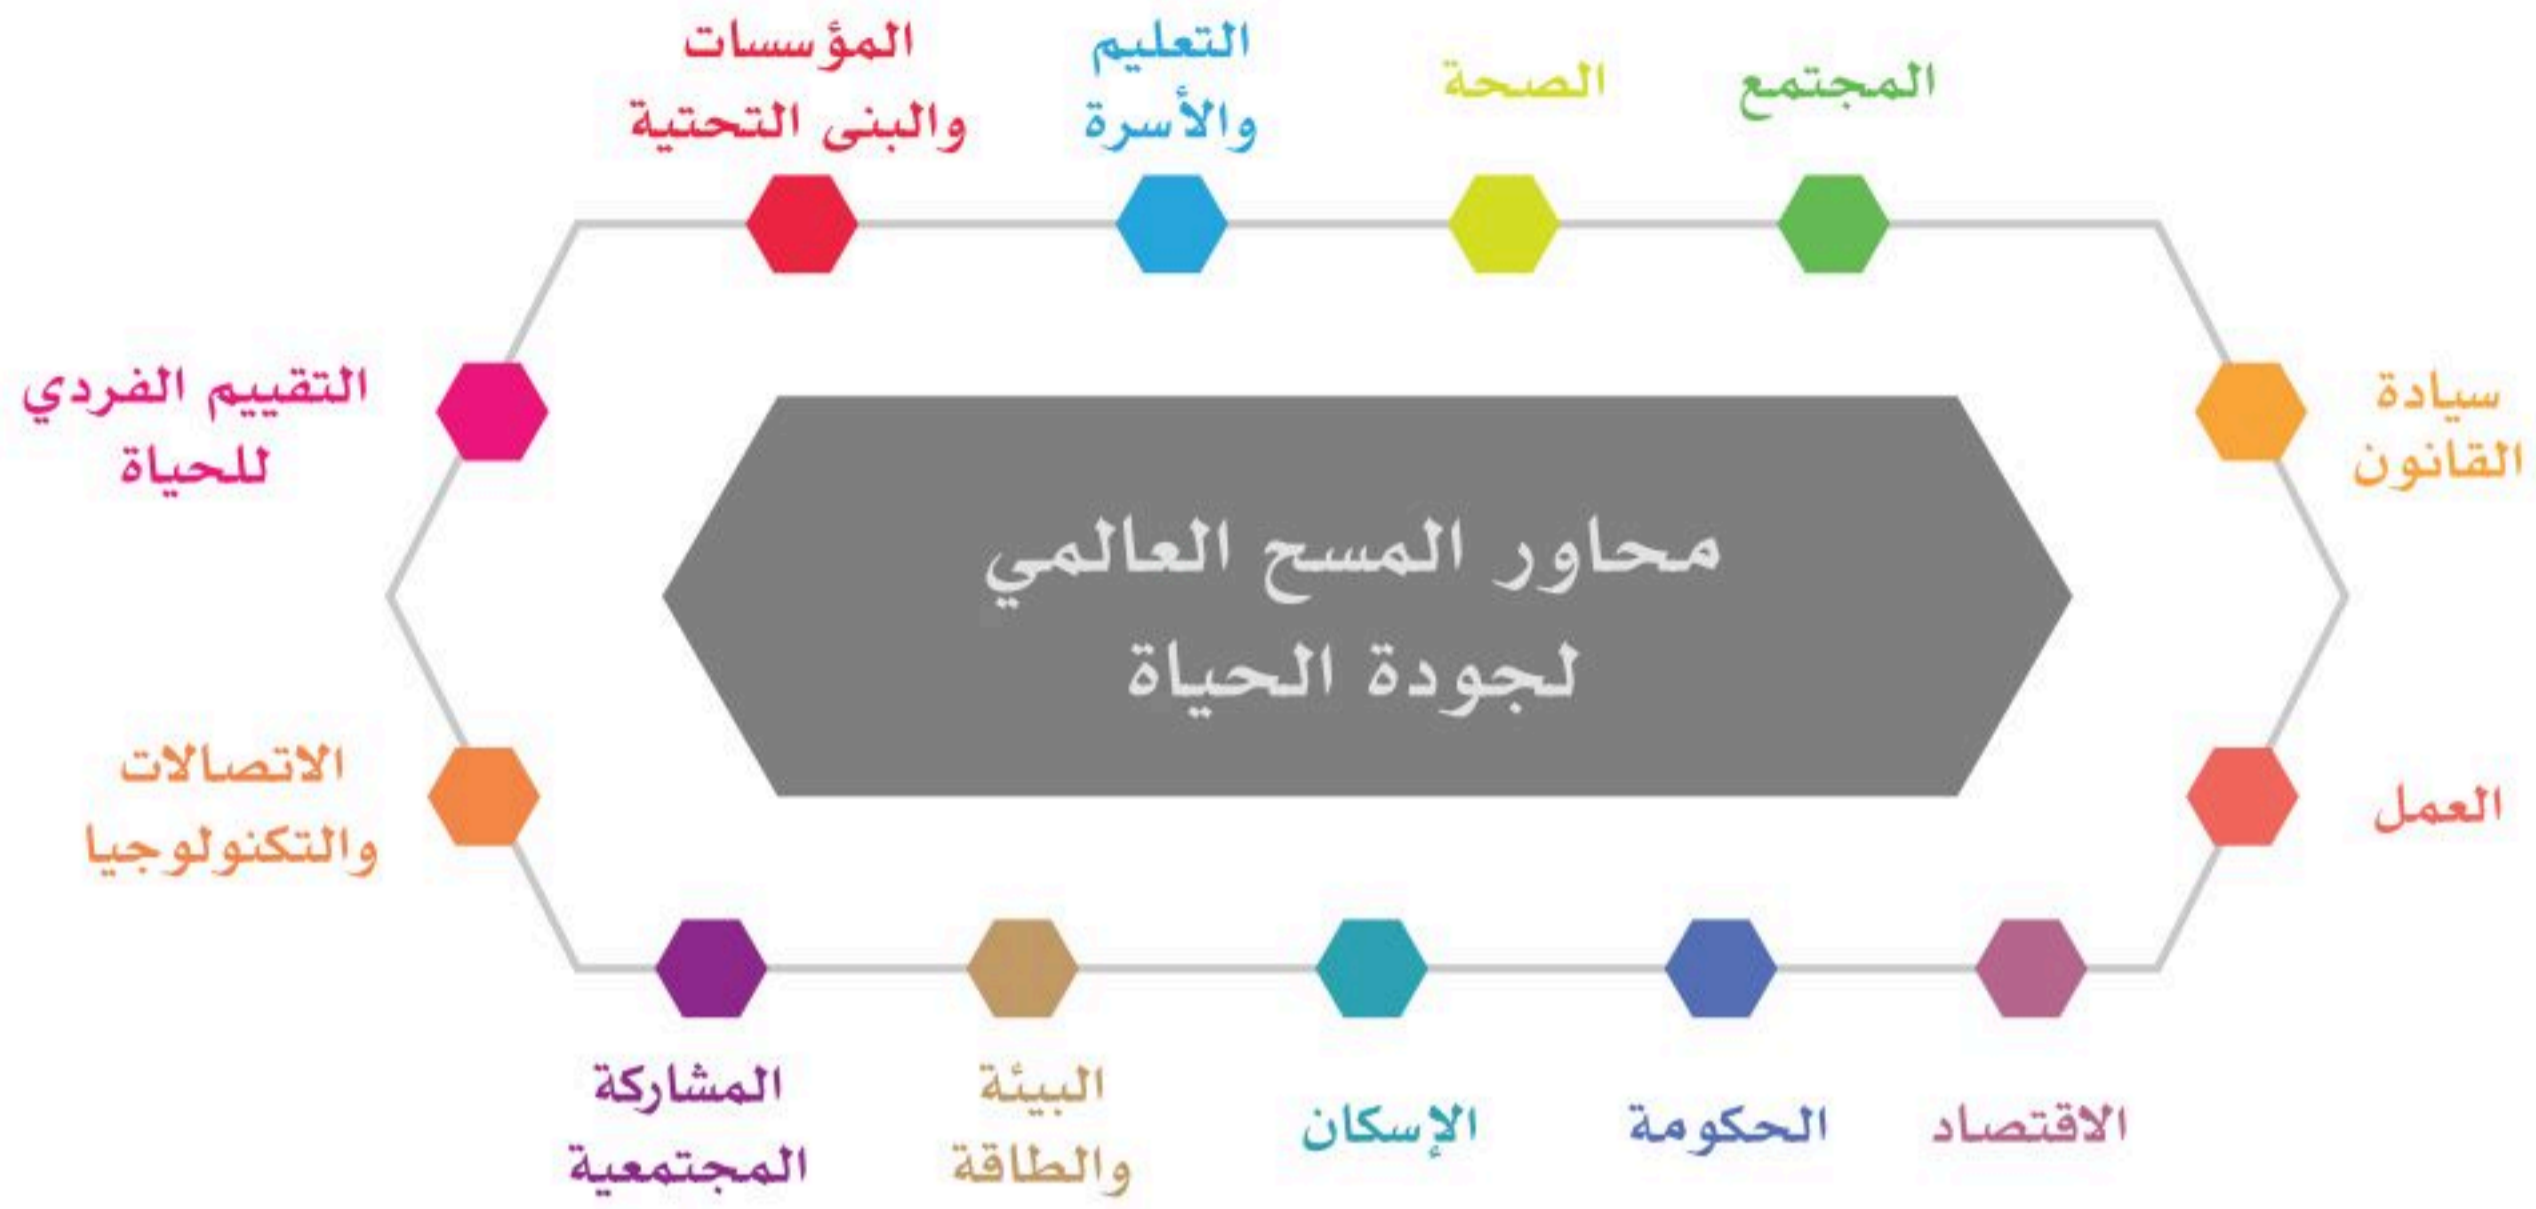 المجتمع
الصحة
التعليم
والأسرة
المؤسسات
والبنى التحتية
سيادة
القانون
التقييم الفردي
للحياة
محاور المسح العالمي
لجودة الحياة
العمل
الاتصالات
والتكنولوجيا
الاقتصاد
الحكومة
الإسكان
البيئة
والطاقة
المشاركة
المجتمعية